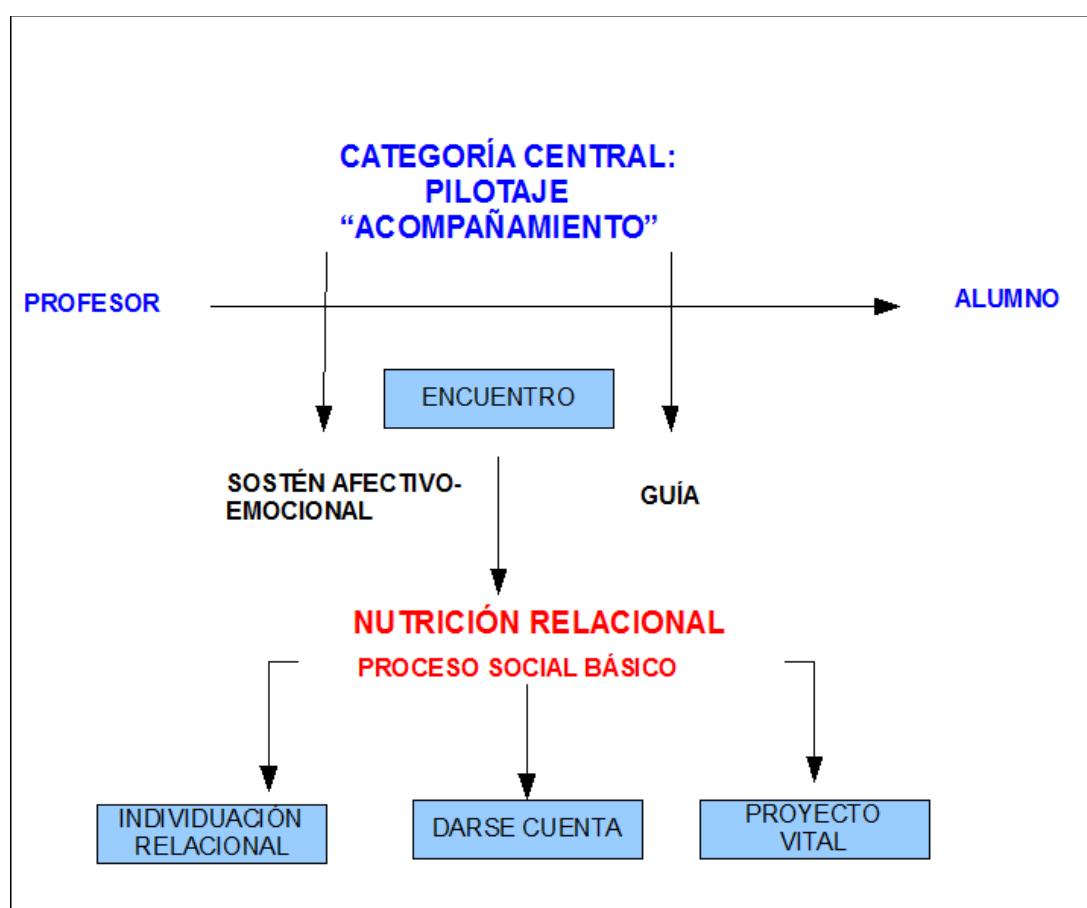 CATEGORÍA CENTRAL:
PILOTAJE
“ACOMPAÑAMIENTO”
PROFESOR
ALUMNO
ENCUENTRO
SOSTÉN AFECTIVO-
EMOCIONAL
GUÍA
NUTRICIÓN RELACIONAL
PROCESO SOCIAL BÁSICO
INDIVIDUACIÓN
RELACIONAL
DARSE CUENTA
PROYECTO
VITAL